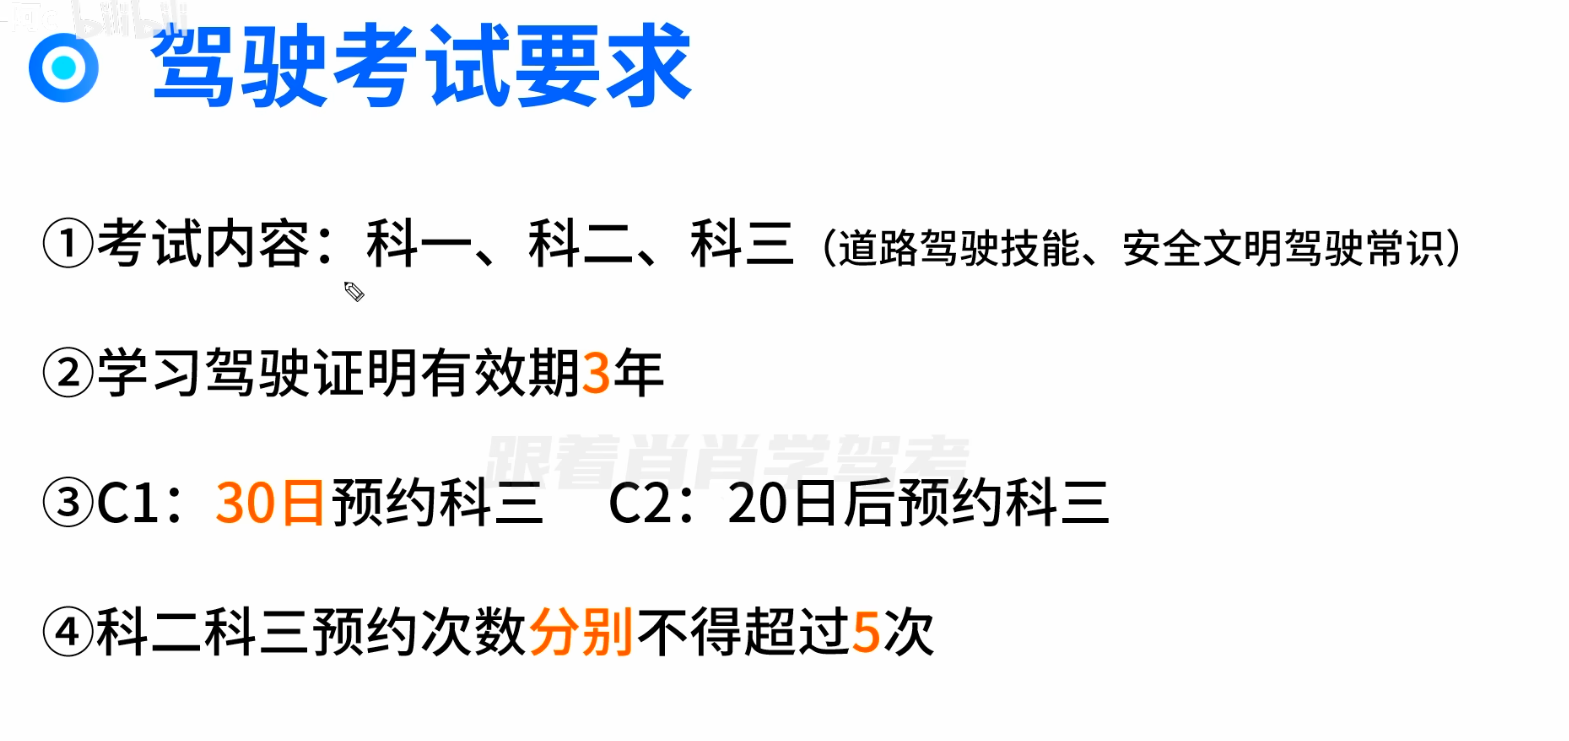 bilibili
驾驶考试要求
①考试内容：科一、科二、科三（道路驾驶技能、安全文明驾驶常识）
②学习驾驶证明有效期3年
跟着肖肖学驾考
③C1：30日预约科三 C2：20日后预约科三
④科二科三预约次数分别不得超过5次